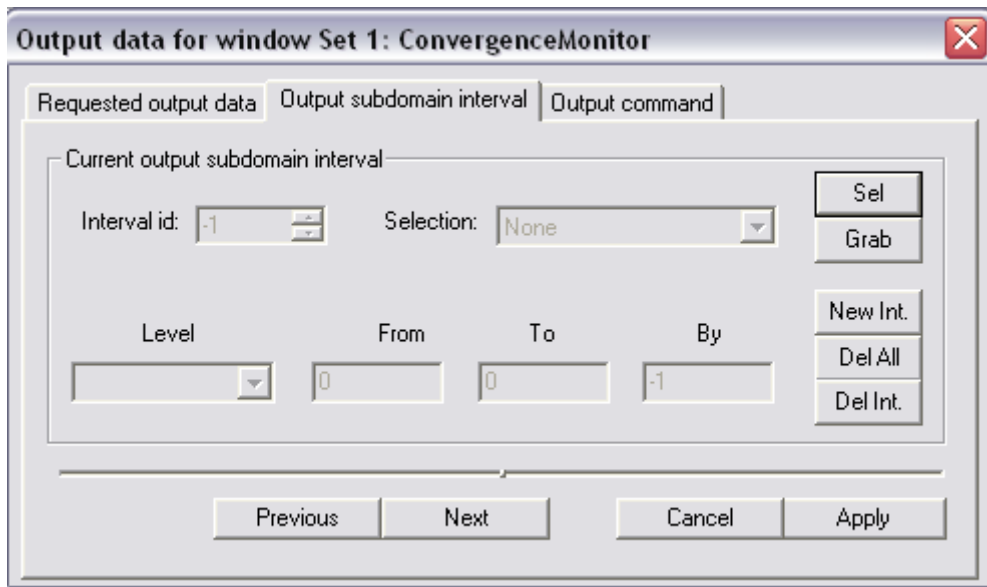 Output data for window Set 1: ConvergenceMonitor
Requested output data Output subdomain interval Output command
Current output subdomain interval
Interval id: -1 Selection: None
Sel
Grab
New Int.
Level From To By
Del All
0 0 -1
Del Int.
Previous Next Cancel Apply